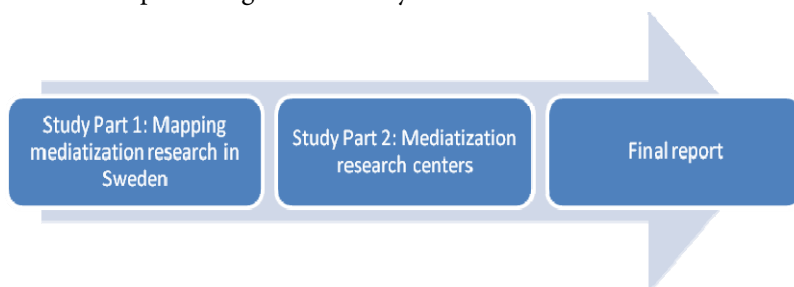 Study Part 1: Mapping
mediatization research in
Sweden
Study Part 2: Mediatization
research centers
Final report